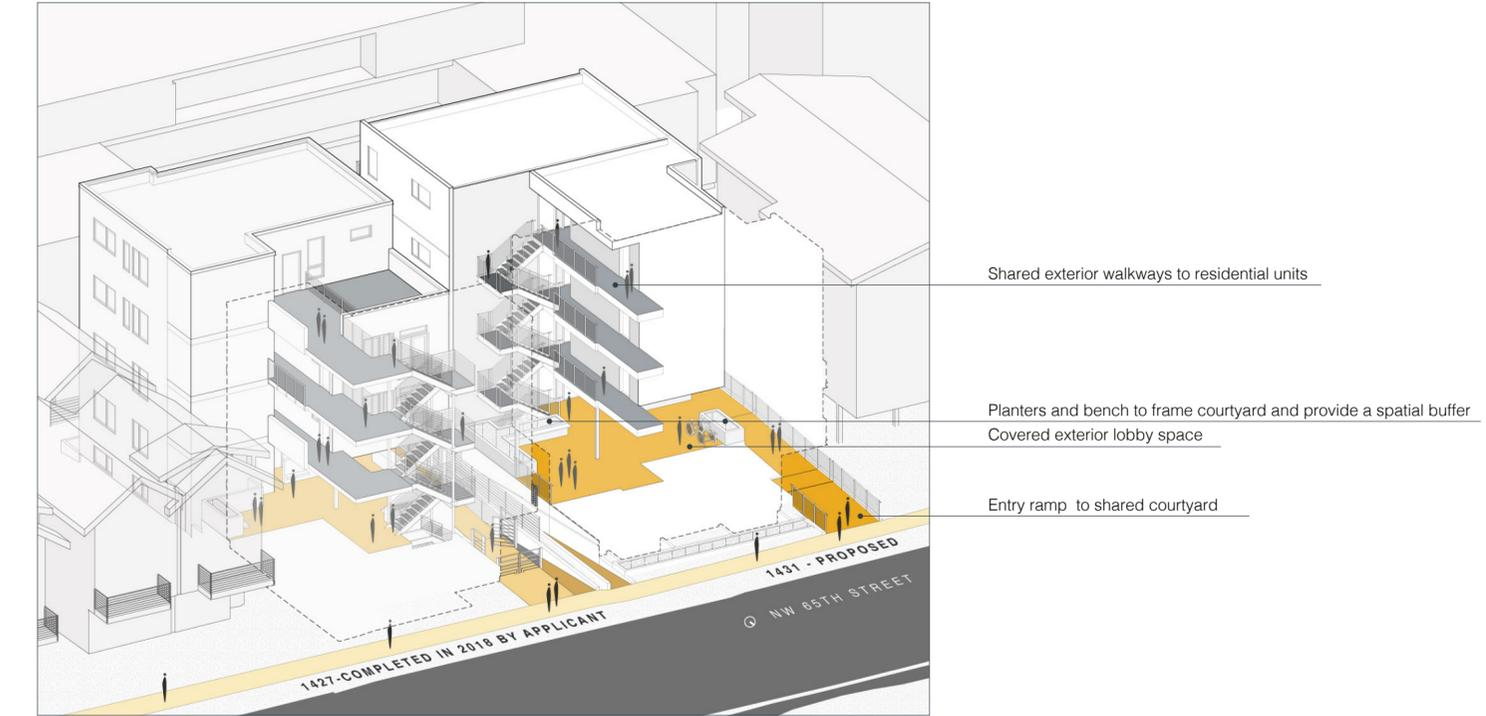 Shared exterior walkways to residential units
Planters and bench to frame courtyard and provide a spatial buffer
Covered exterior lobby space
Entry ramp  to shared courtyard
1431 - PROPOSED
NW 65TH STREET
1427-COMPLETED IN 2018 BY APPLICANT